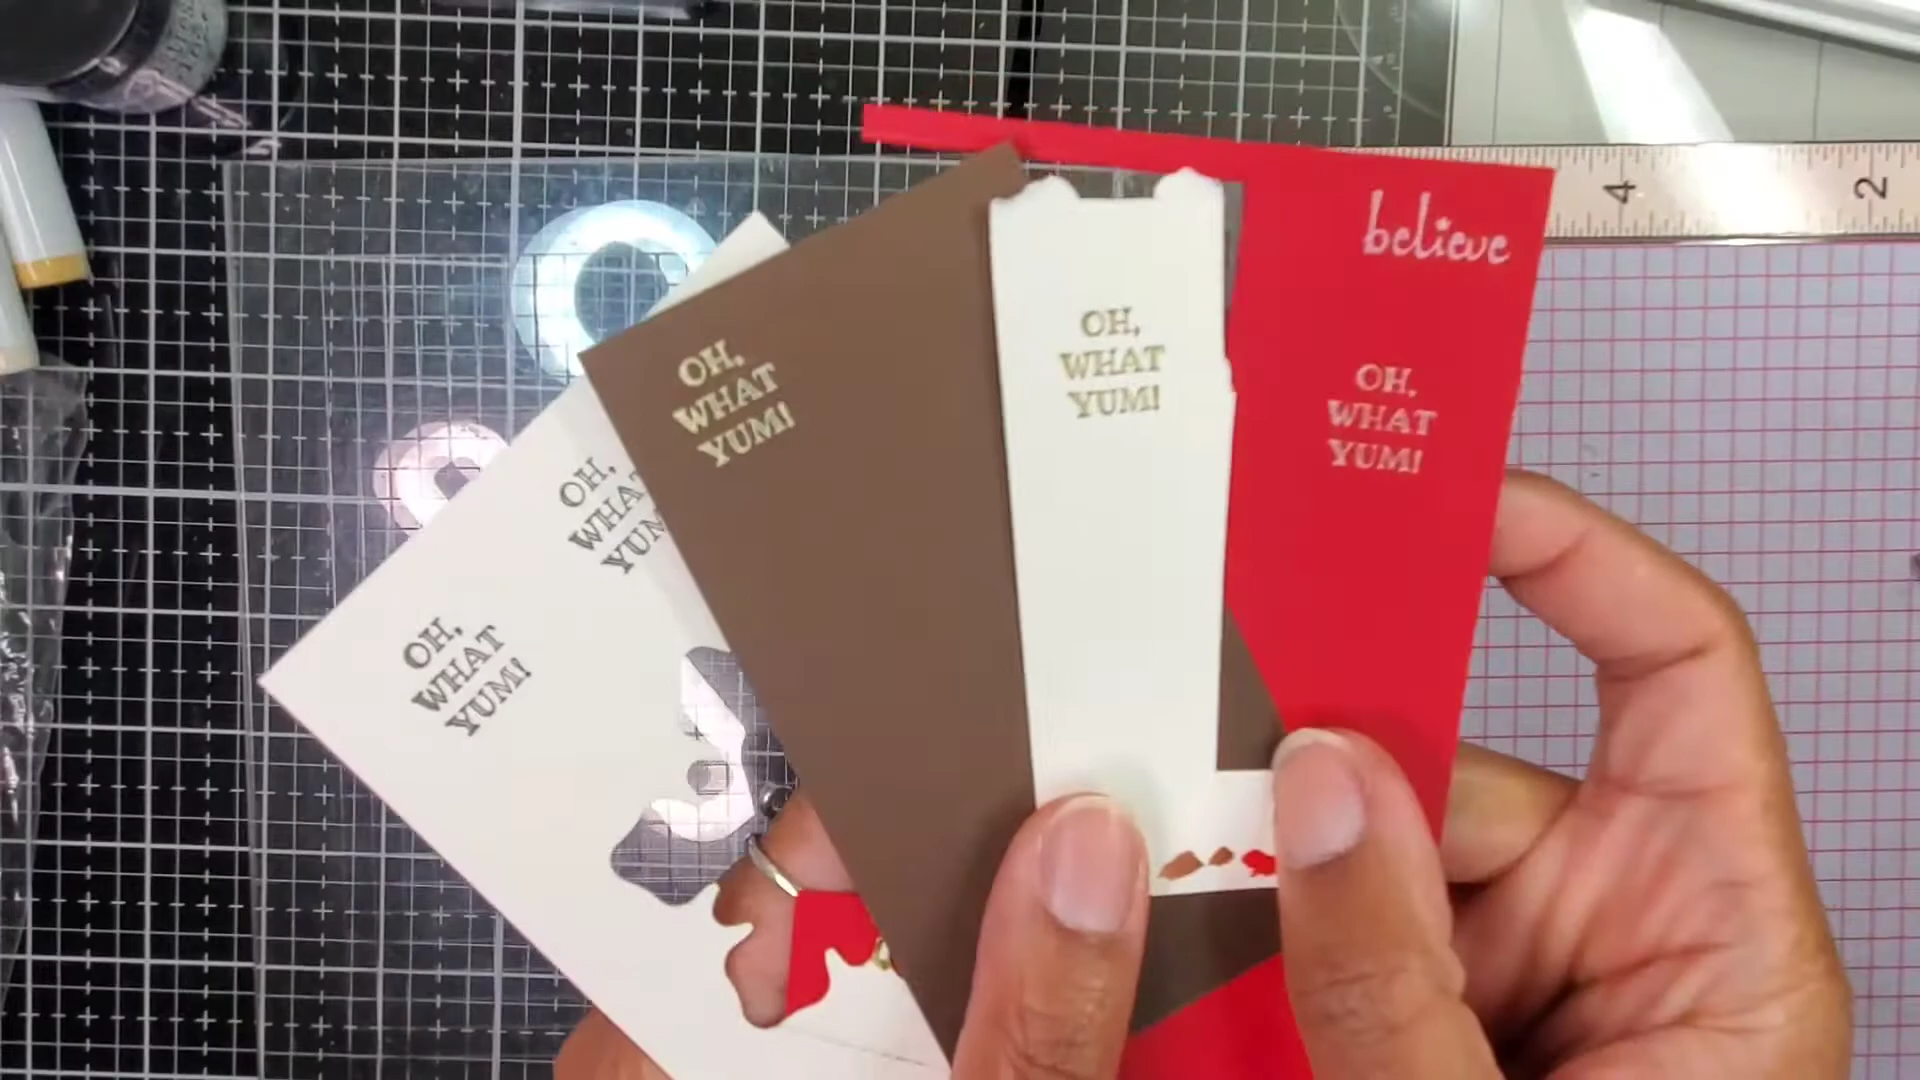 believe
OH,
WHAT
YUM!
OH,
WHAT
YUM!
OH,
WHAT
YUM!
OH,
WHAT
YUM
OH,
WHAT
YUM!
4
2